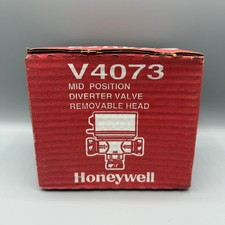 V4073
MID POSITION
DIVERTER VALVE
REMOVABLE HEAD
Honeywell